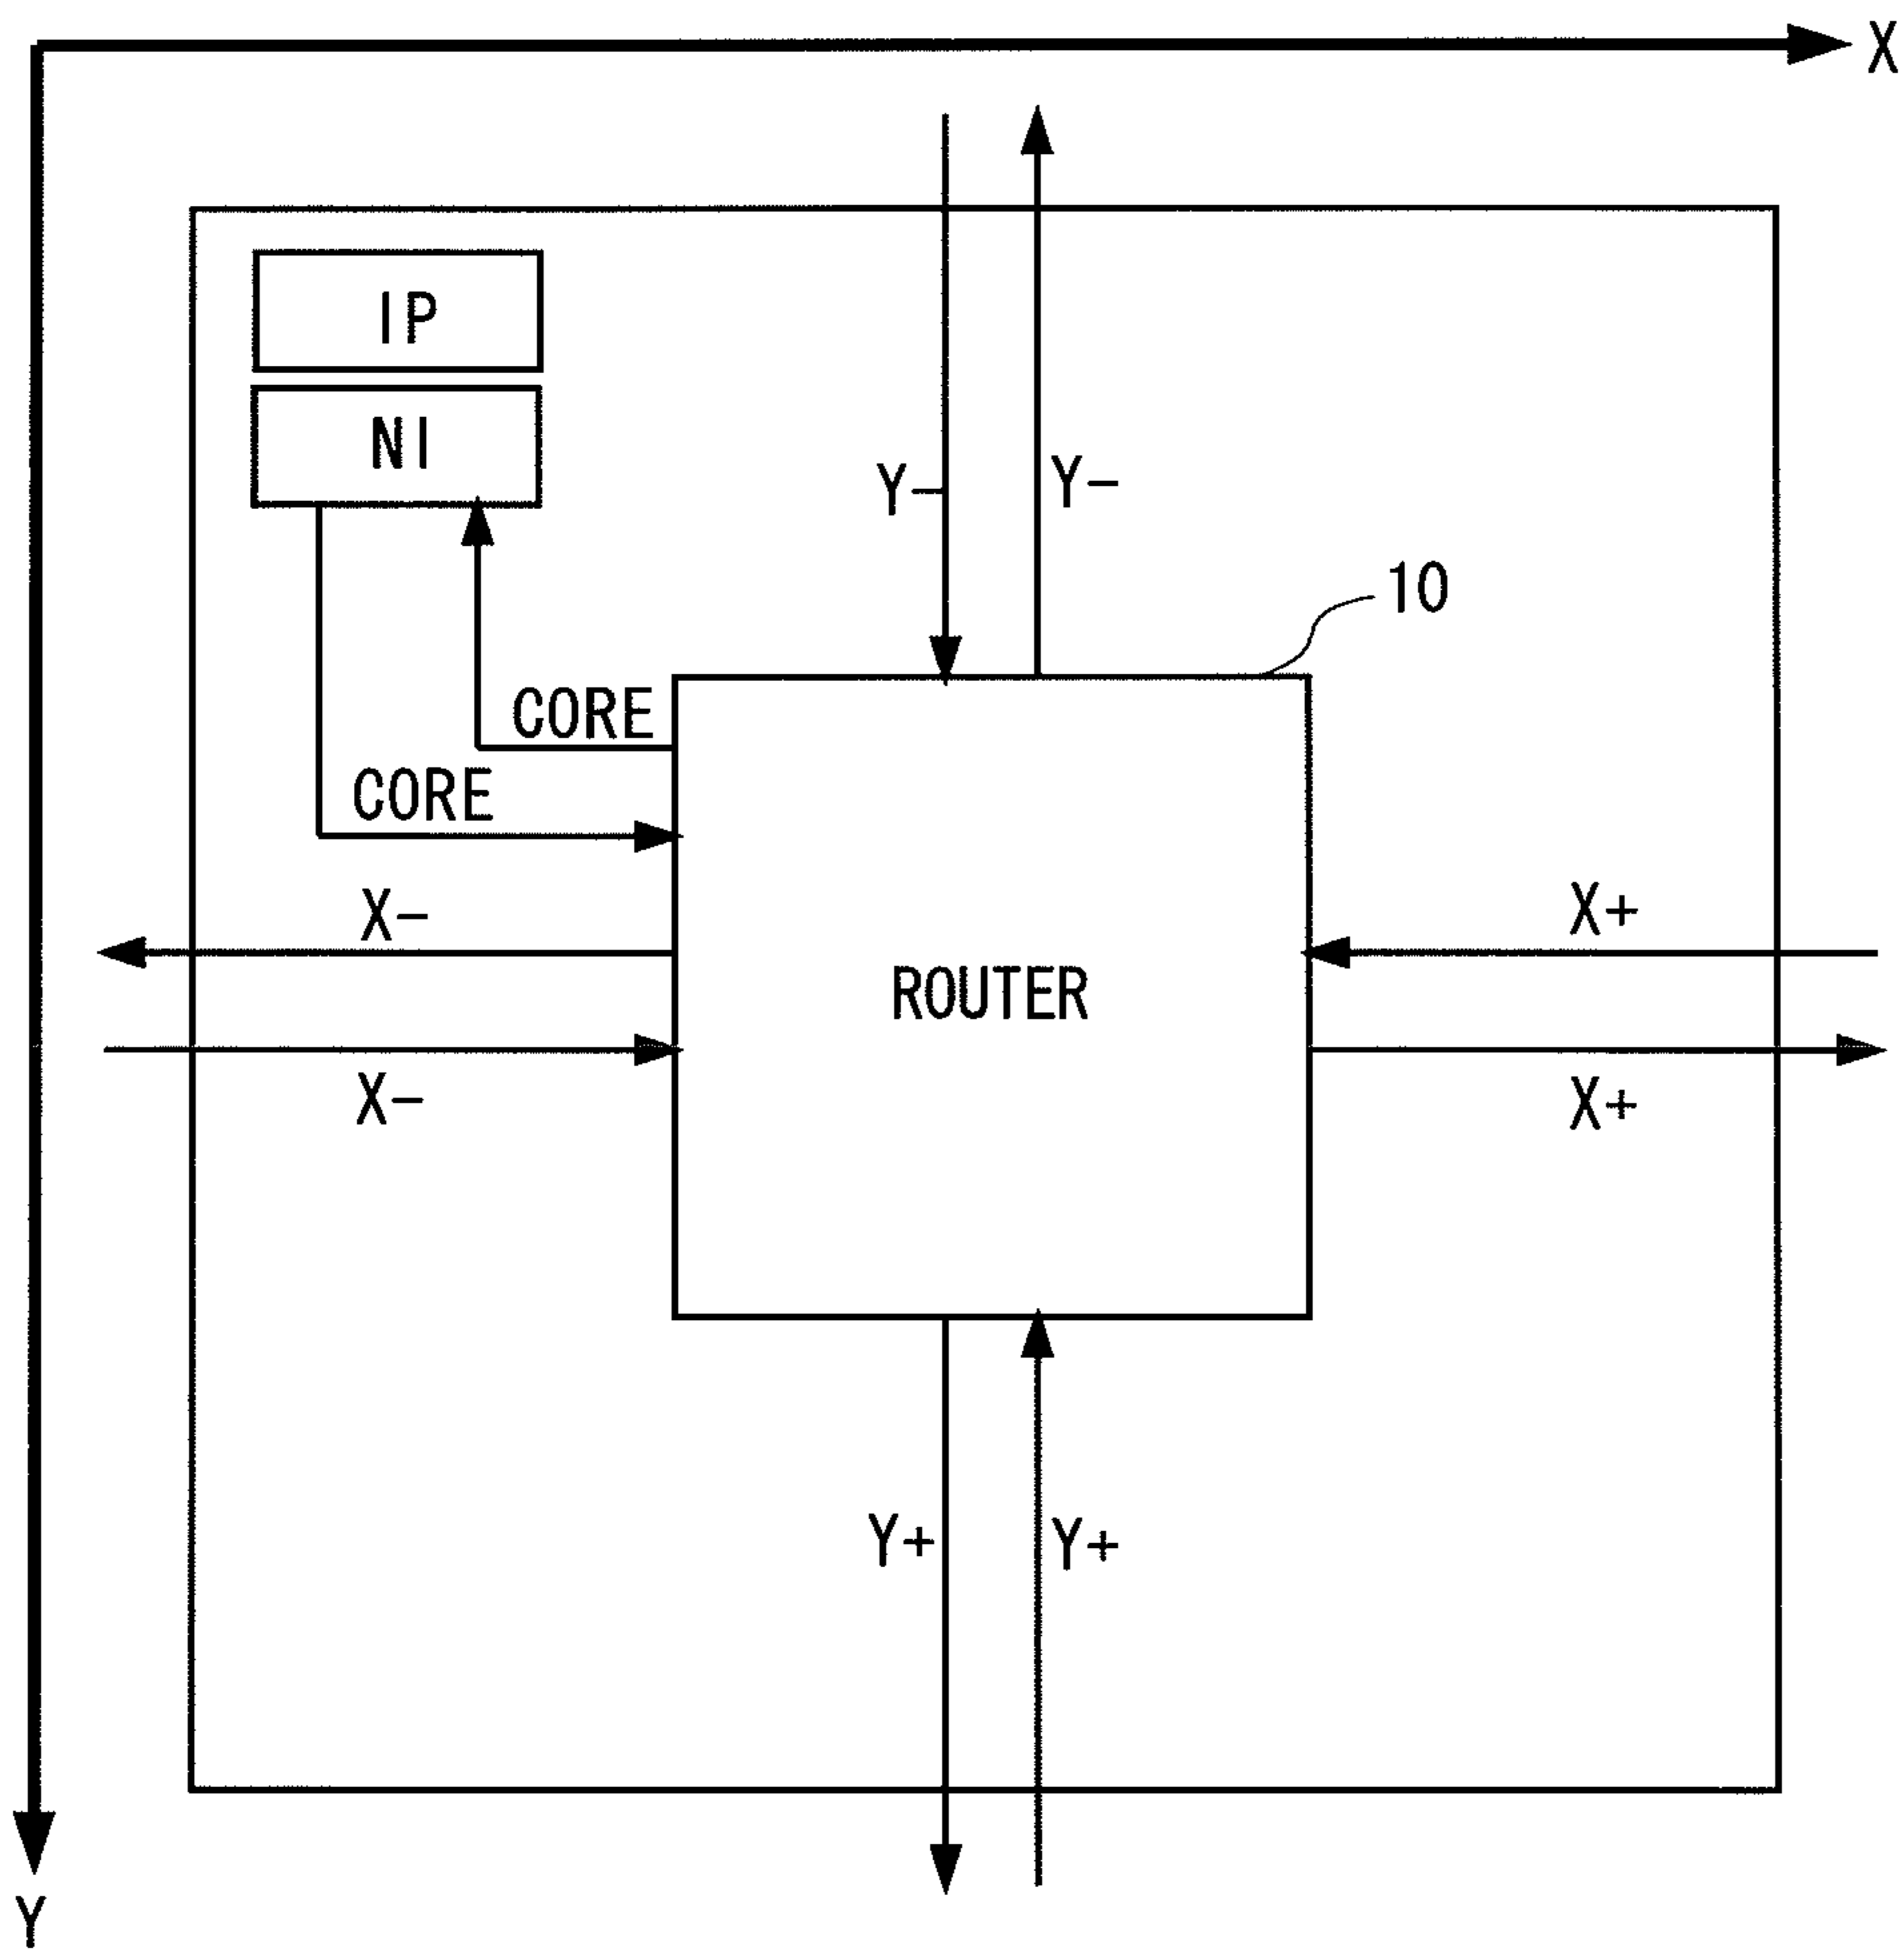 X
IP
NI
Y-
Y-
10
CORE
CORE
X-
X+
ROUTER
X-
X+
Y+
Y+
Y